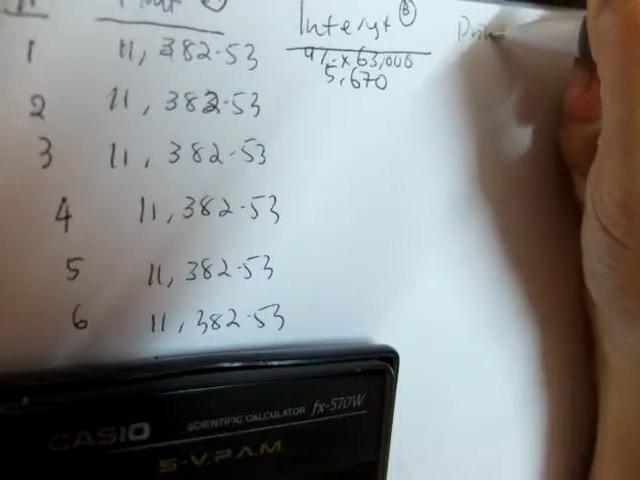 Interest B
1 11,382.53 9% x 63,000
5,670
2 11,382.53
3 11,382.53
4 11,382.53
5 11,382.53
6 11,382.53
CASIO SCIENTIFIC CALCULATOR fx-570W
S-V.P.A.M.